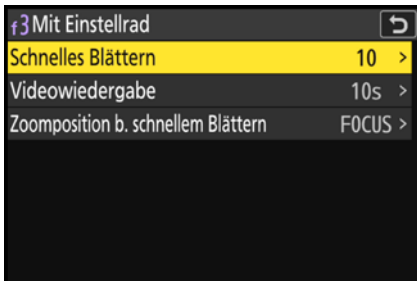 f3 Mit Einstellrad
Schnelles Blättern 10 >
Videowiedergabe 10s >
Zoomposition b. schnellem Blättern FOCUS >